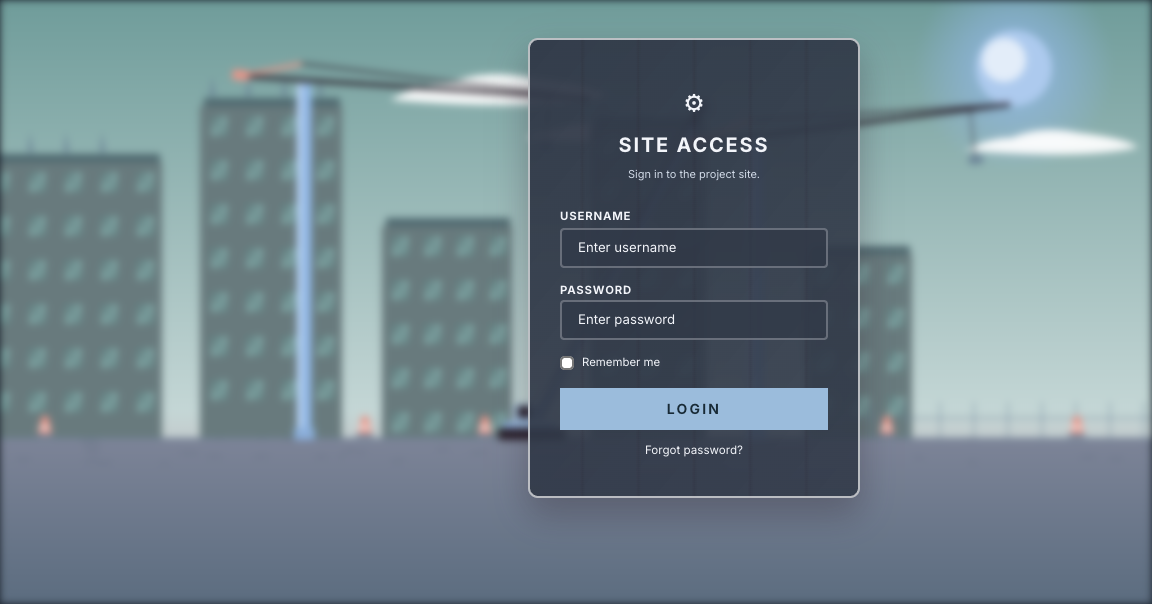 SITE ACCESS
Sign in to the project site.
USERNAME
Enter username
PASSWORD
Enter password
Remember me
LOGIN
Forgot password?